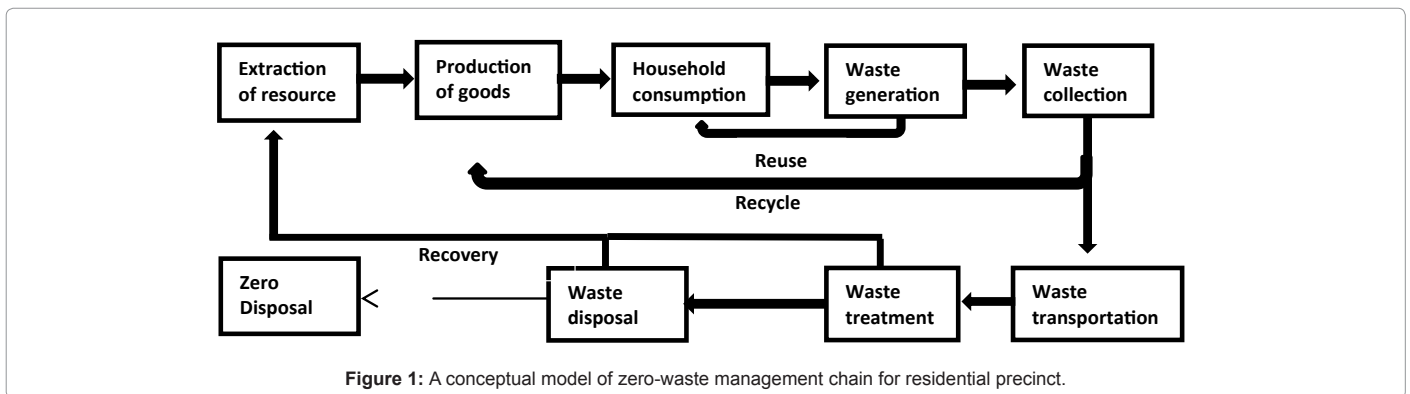 Extraction
of resource
Production
of goods
Household
consumption
Waste
generation
Waste
collection
Reuse
Recycle
Recovery
Zero
Disposal
Waste
disposal
Waste
treatment
Waste
transportation
Figure 1: A conceptual model of zero-waste management chain for residential precinct.